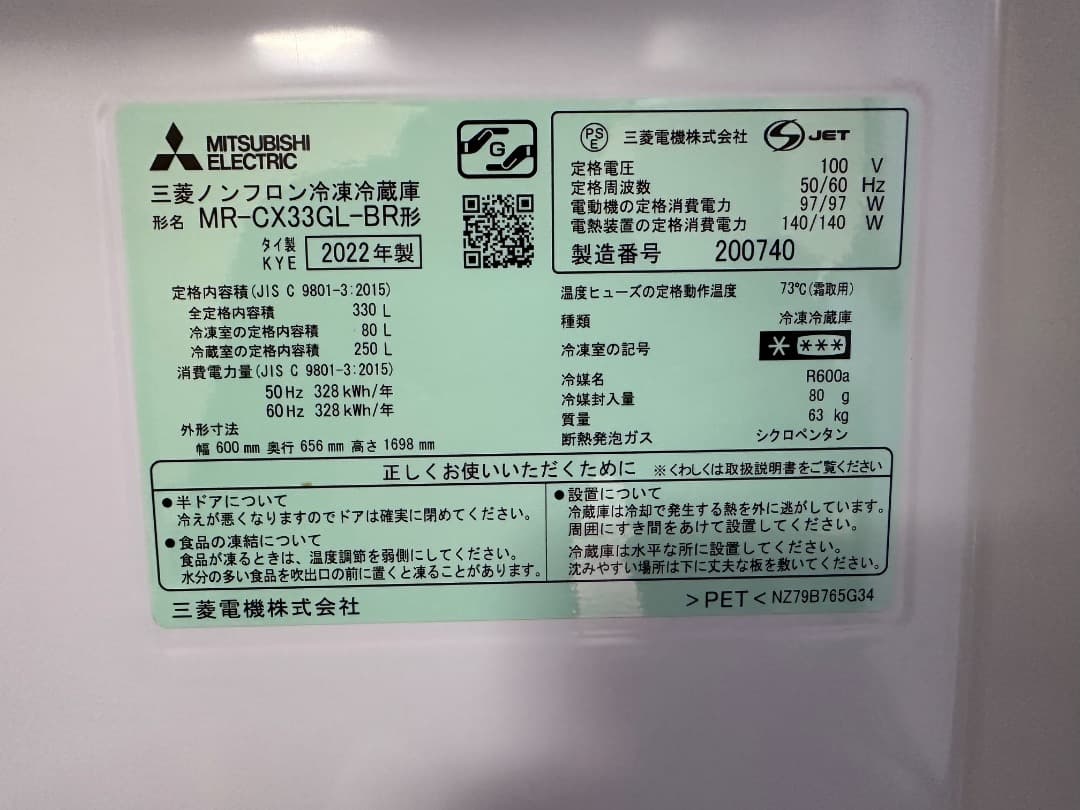 MITSUBISHI
ELECTRIC
三菱ノンフロン冷凍冷蔵庫
形名 MR-CX33GL-BR形
タイ製
KYE 2022年製
G
定格内容積(JIS C 9801-3:2015)
全定格内容積 330 L
冷凍室の定格内容積 80 L
冷蔵室の定格内容積 250 L
消費電力量(JIS C 9801-3:2015)
50Hz 328kWh/年
60Hz 328kWh/年
外形寸法
幅 600mm 奥行 656mm 高さ 1698mm
PS
E 三菱電機株式会社 S JET
定格電圧 100 V
定格周波数 50/60 Hz
電動機の定格消費電力 97/97 W
電熱装置の定格消費電力 140/140 W
製造番号 200740
温度ヒューズの定格動作温度 73℃(霜取用)
種類 冷凍冷蔵庫
冷凍室の記号 * ***
冷媒名 R600a
冷媒封入量 80 g
質量 63 kg
断熱発泡ガス シクロペンタン
正しくお使いいただくために ※くわしくは取扱説明書をご覧ください
●半ドアについて
冷えが悪くなりますのでドアは確実に閉めてください。
●食品の凍結について
食品が凍るときは、温度調節を弱側にしてください。
水分の多い食品を吹出口の前に置くと凍ることがあります。
●設置について
冷蔵庫は冷却で発生する熱を外に逃がしています。
周囲にすき間をあけて設置してください。
冷蔵庫は水平な所に設置してください。
沈みやすい場所は下に丈夫な板を敷いてください。
三菱電機株式会社
>PET< NZ79B765G34